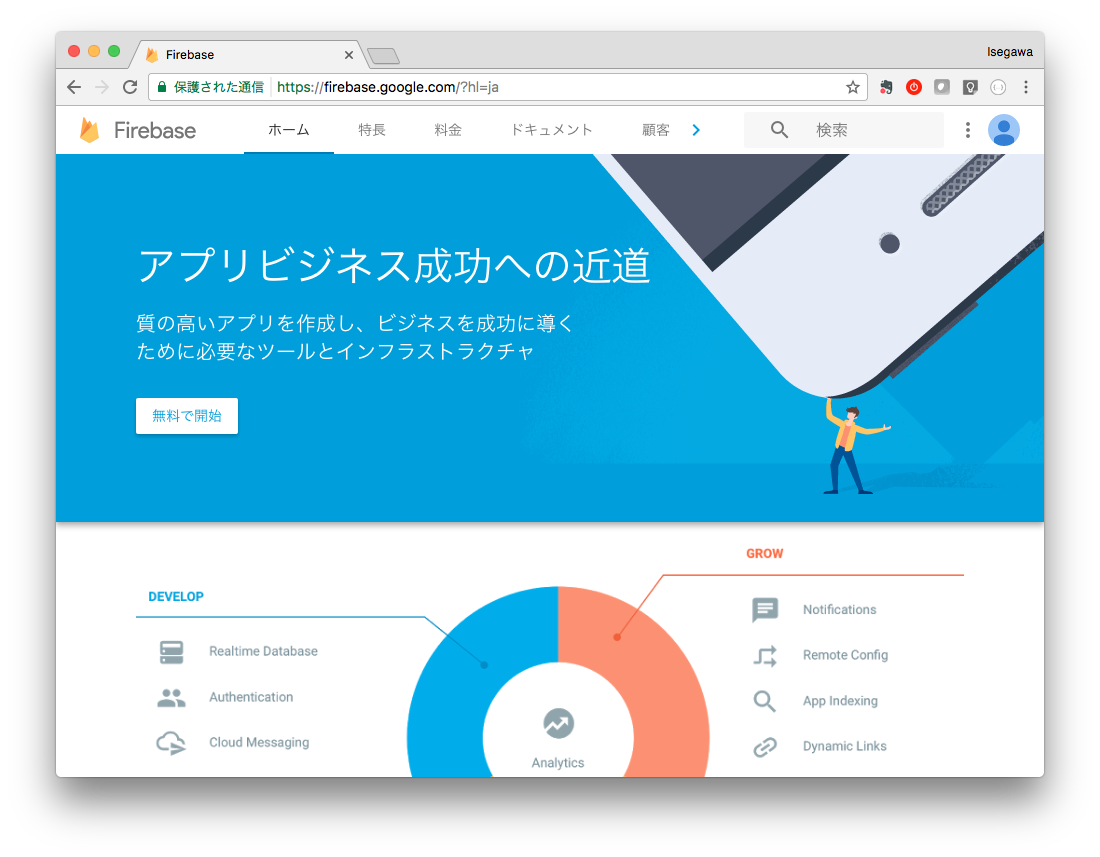 Firebase
Isegawa
保護された通信 https://firebase.google.com/?hl=ja
Firebase ホーム 特長 料金 ドキュメント 顧客 検索
アプリビジネス成功への近道
質の高いアプリを作成し、ビジネスを成功に導く
ために必要なツールとインフラストラクチャ
無料で開始
DEVELOP
Realtime Database
Authentication
Cloud Messaging
Analytics
GROW
Notifications
Remote Config
App Indexing
Dynamic Links